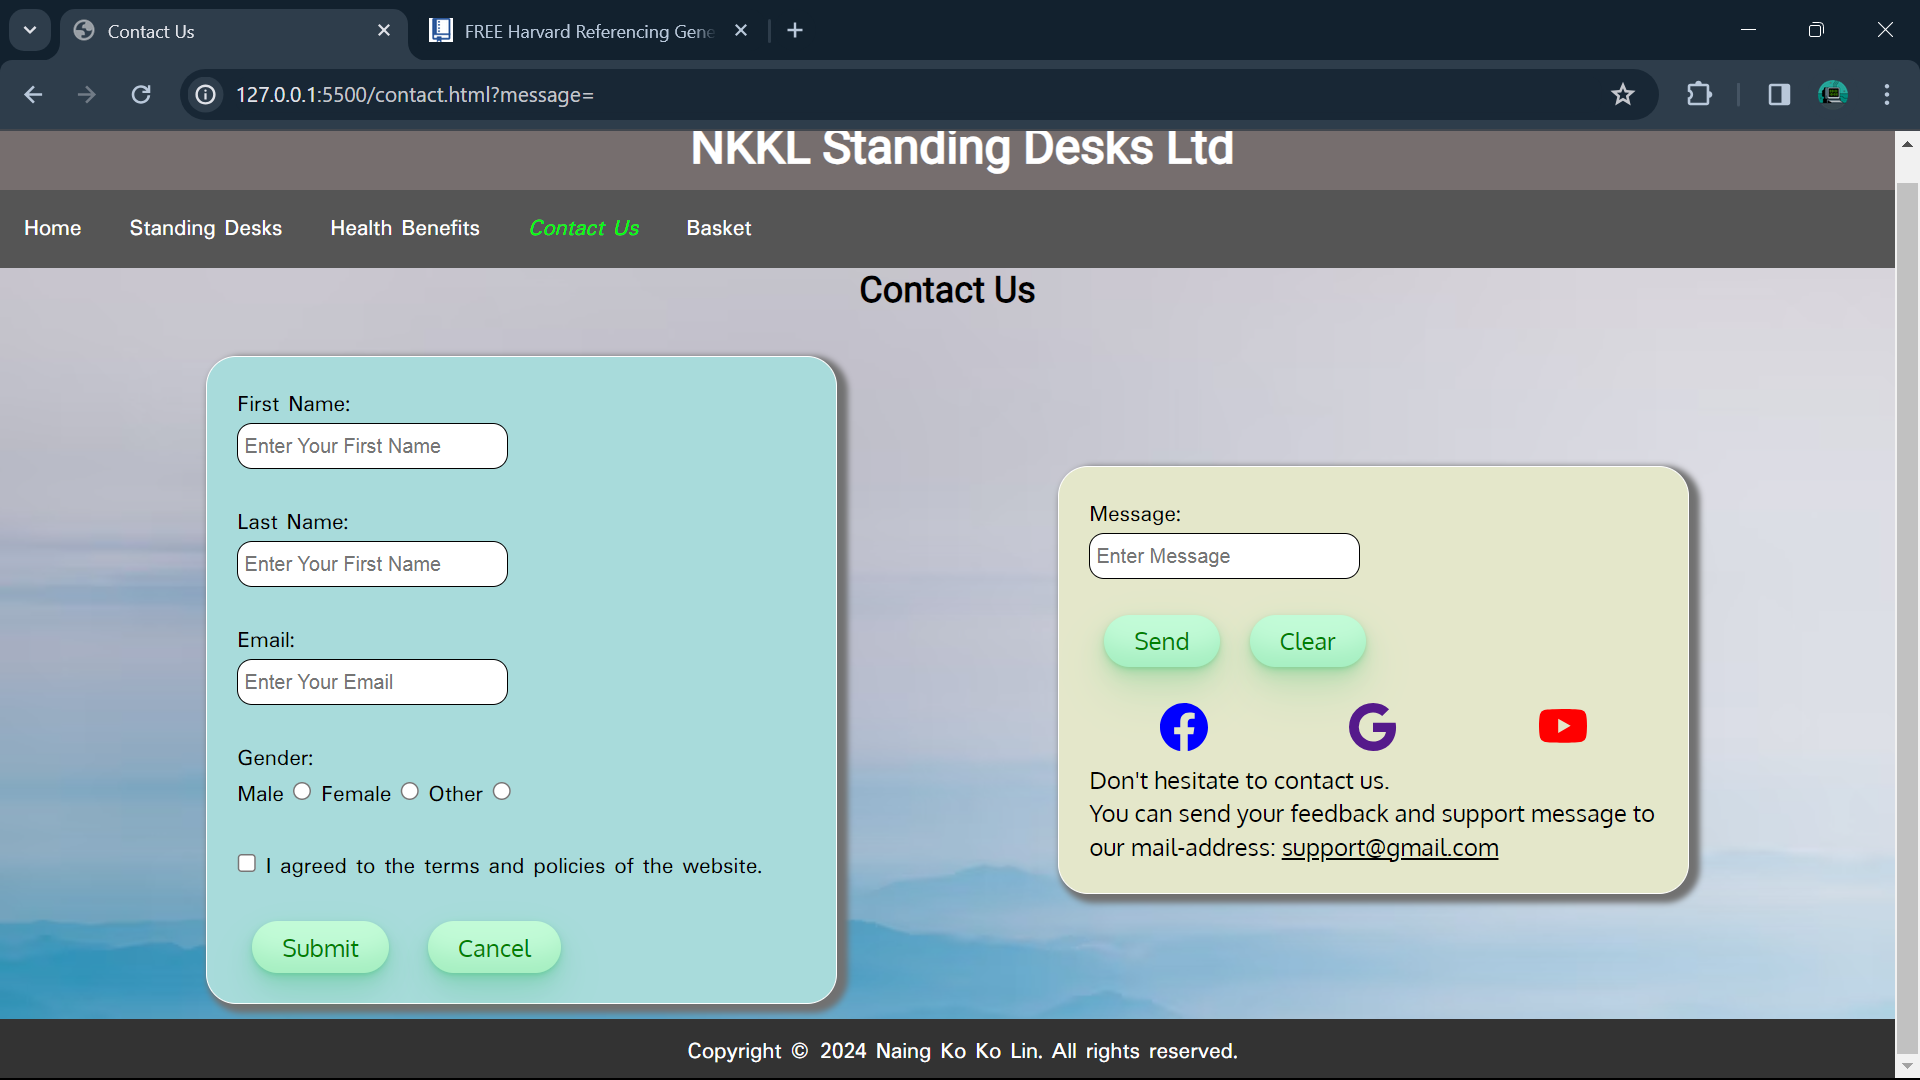 Contact Us
FREE Harvard Referencing Gene
127.0.0.1:5500/contact.html?message=
NKKL Standing Desks Ltd
Home Standing Desks Health Benefits Contact Us Basket
Contact Us
First Name:
Enter Your First Name
Last Name:
Enter Your First Name
Email:
Enter Your Email
Gender:
Male Female Other
I agreed to the terms and policies of the website.
Submit Cancel
Message:
Enter Message
Send Clear
Don't hesitate to contact us.
You can send your feedback and support message to
our mail-address: support@gmail.com
Copyright © 2024 Naing Ko Ko Lin. All rights reserved.